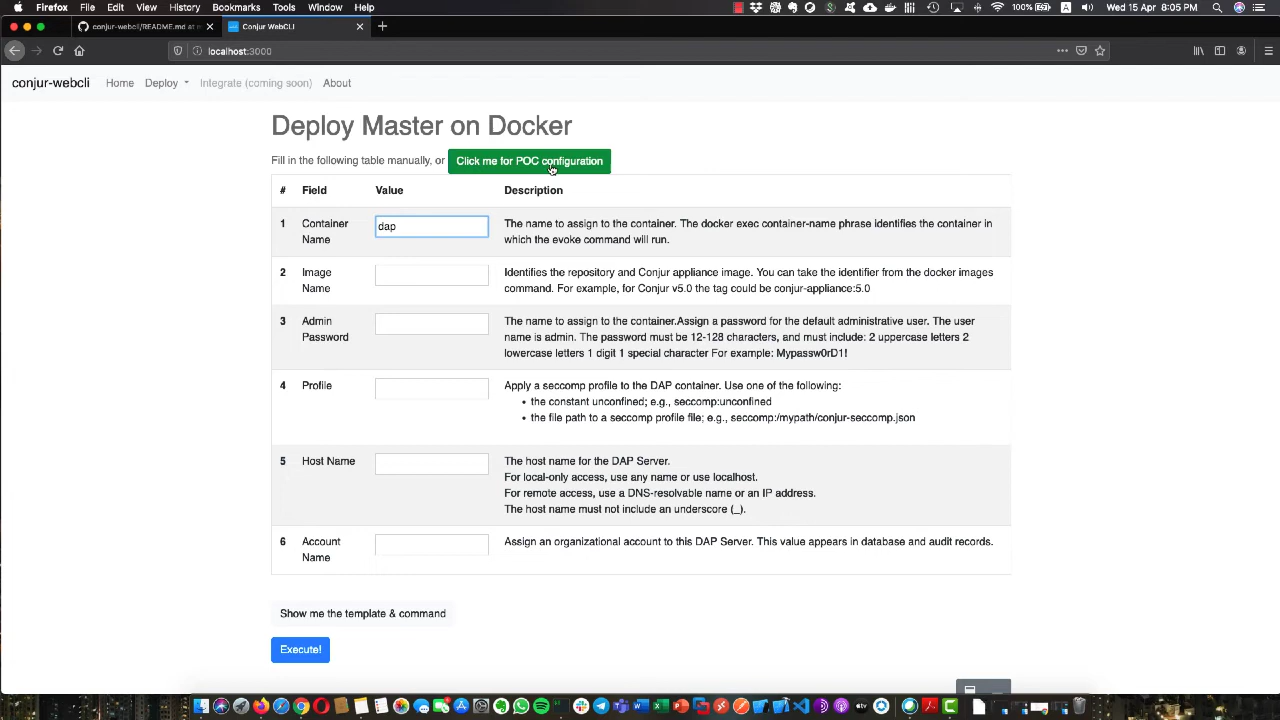 Firefox File Edit View History Bookmarks Tools Window Help
100% Wed 15 Apr 8:05 PM
conjur-webcli/README.md at m
Conjur WebCLI
localhost:3000
conjur-webcli Home Deploy Integrate (coming soon) About
Deploy Master on Docker
Fill in the following table manually, or Click me for POC configuration
# Field Value Description
1 Container Name dap The name to assign to the container. The docker exec container-name phrase identifies the container in
which the evoke command will run.
2 Image Name Identifies the repository and Conjur appliance image. You can take the identifier from the docker images
command. For example, for Conjur v5.0 the tag could be conjur-appliance:5.0
3 Admin Password The name to assign to the container.Assign a password for the default administrative user. The user
name is admin. The password must be 12-128 characters, and must include: 2 uppercase letters 2
lowercase letters 1 digit 1 special character For example: Mypassw0rD1!
4 Profile Apply a seccomp profile to the DAP container. Use one of the following:
• the constant unconfined; e.g., seccomp:unconfined
• the file path to a seccomp profile file; e.g., seccomp:/mypath/conjur-seccomp.json
5 Host Name The host name for the DAP Server.
For local-only access, use any name or use localhost.
For remote access, use a DNS-resolvable name or an IP address.
The host name must not include an underscore (_).
6 Account Name Assign an organizational account to this DAP Server. This value appears in database and audit records.
Show me the template & command
Execute!